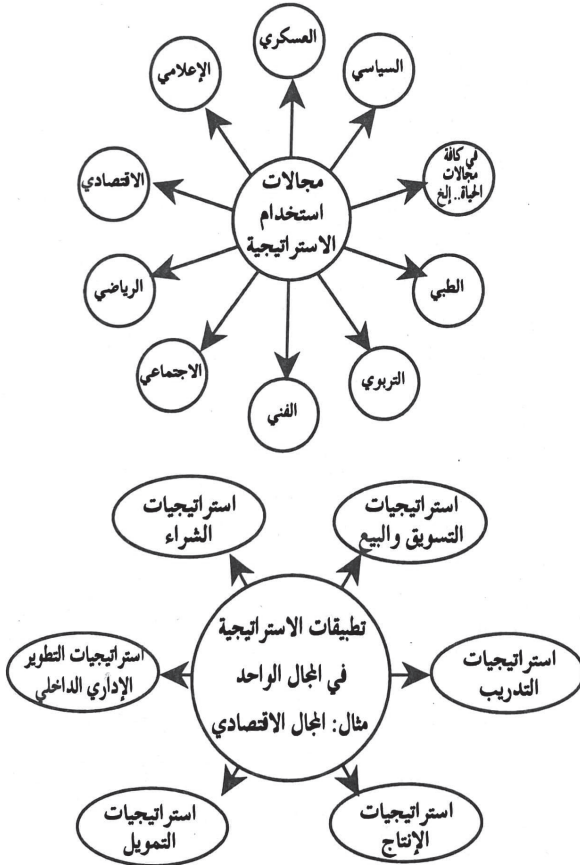 العسكري
السياسي
الإعلامي
في كافة
مجالات
الحياة.. إلخ
الاقتصادي
مجالات
استخدام
الاستراتيجية
الطبي
الرياضي
التربوي
الاجتماعي
الفني
استراتيجيات
التسويق والبيع
استراتيجيات
الشراء
تطبيقات الاستراتيجية
في المجال الواحد
مثال: المجال الاقتصادي
استراتيجيات
التدريب
استراتيجيات التطوير
الإداري الداخلي
استراتيجيات
الإنتاج
استراتيجيات
التمويل